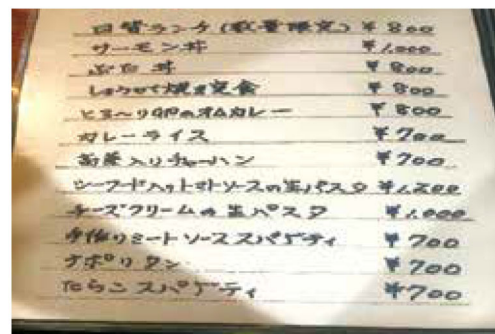 日替ランチ(数量限定) ¥800
サーモン丼 ¥1,000
ぶた丼 ¥800
しょうが焼き定食 ¥800
とろ〜り卵のオムカレー ¥800
カレーライス ¥700
高菜入りチャーハン ¥700
シーフード入りトマトソースの生パスタ ¥1,200
チーズクリームの生パスタ ¥1,000
手作りミートソーススパゲティ ¥700
ナポリタン ¥700
たらこスパゲティ ¥700